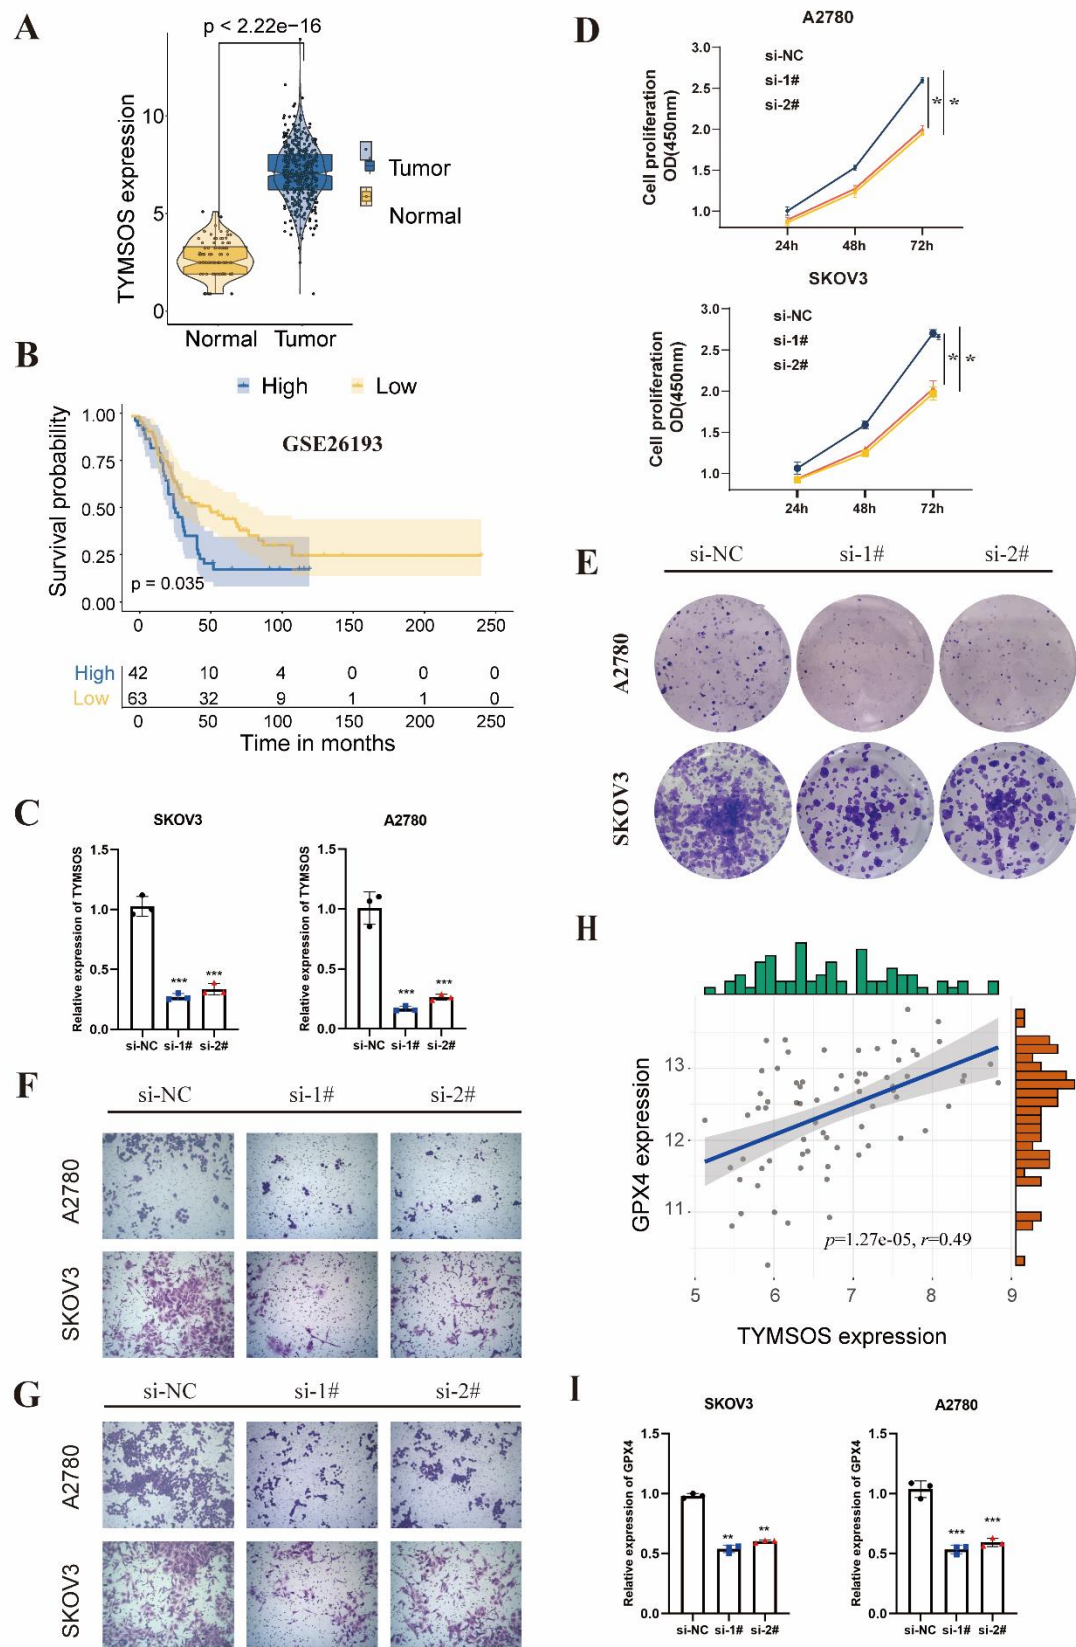 A
p < 2.22e−16
TYMSOS expression
10
5
0
Normal
Tumor
Tumor
Normal
B
High
Low
GSE26193
Survival probability
1.00
0.75
0.50
0.25
0.00
p = 0.035
0
50
100
150
200
250
High
42
10
4
0
0
0
Low
63
32
9
1
1
0
0
50
100
150
200
250
Time in months
C
SKOV3
Relative expression of TYMSOS
1.5
1.0
0.5
0.0
***
***
si-NC
si-1#
si-2#
A2780
Relative expression of TYMSOS
1.5
1.0
0.5
0.0
***
***
si-NC
si-1#
si-2#
D
A2780
Cell proliferation
OD(450nm)
3.0
2.5
2.0
1.5
1.0
si-NC
si-1#
si-2#
*
*
24h
48h
72h
SKOV3
Cell proliferation
OD(450nm)
3.0
2.5
2.0
1.5
1.0
si-NC
si-1#
si-2#
*
*
24h
48h
72h
E
si-NC
si-1#
si-2#
A2780
SKOV3
F
si-NC
si-1#
si-2#
A2780
SKOV3
G
si-NC
si-1#
si-2#
A2780
SKOV3
H
GPX4 expression
13
12
11
p=1.27e-05, r=0.49
5
6
7
8
9
TYMSOS expression
I
SKOV3
Relative expression of GPX4
1.5
1.0
0.5
0.0
**
**
si-NC
si-1#
si-2#
A2780
Relative expression of GPX4
1.5
1.0
0.5
0.0
***
***
si-NC
si-1#
si-2#